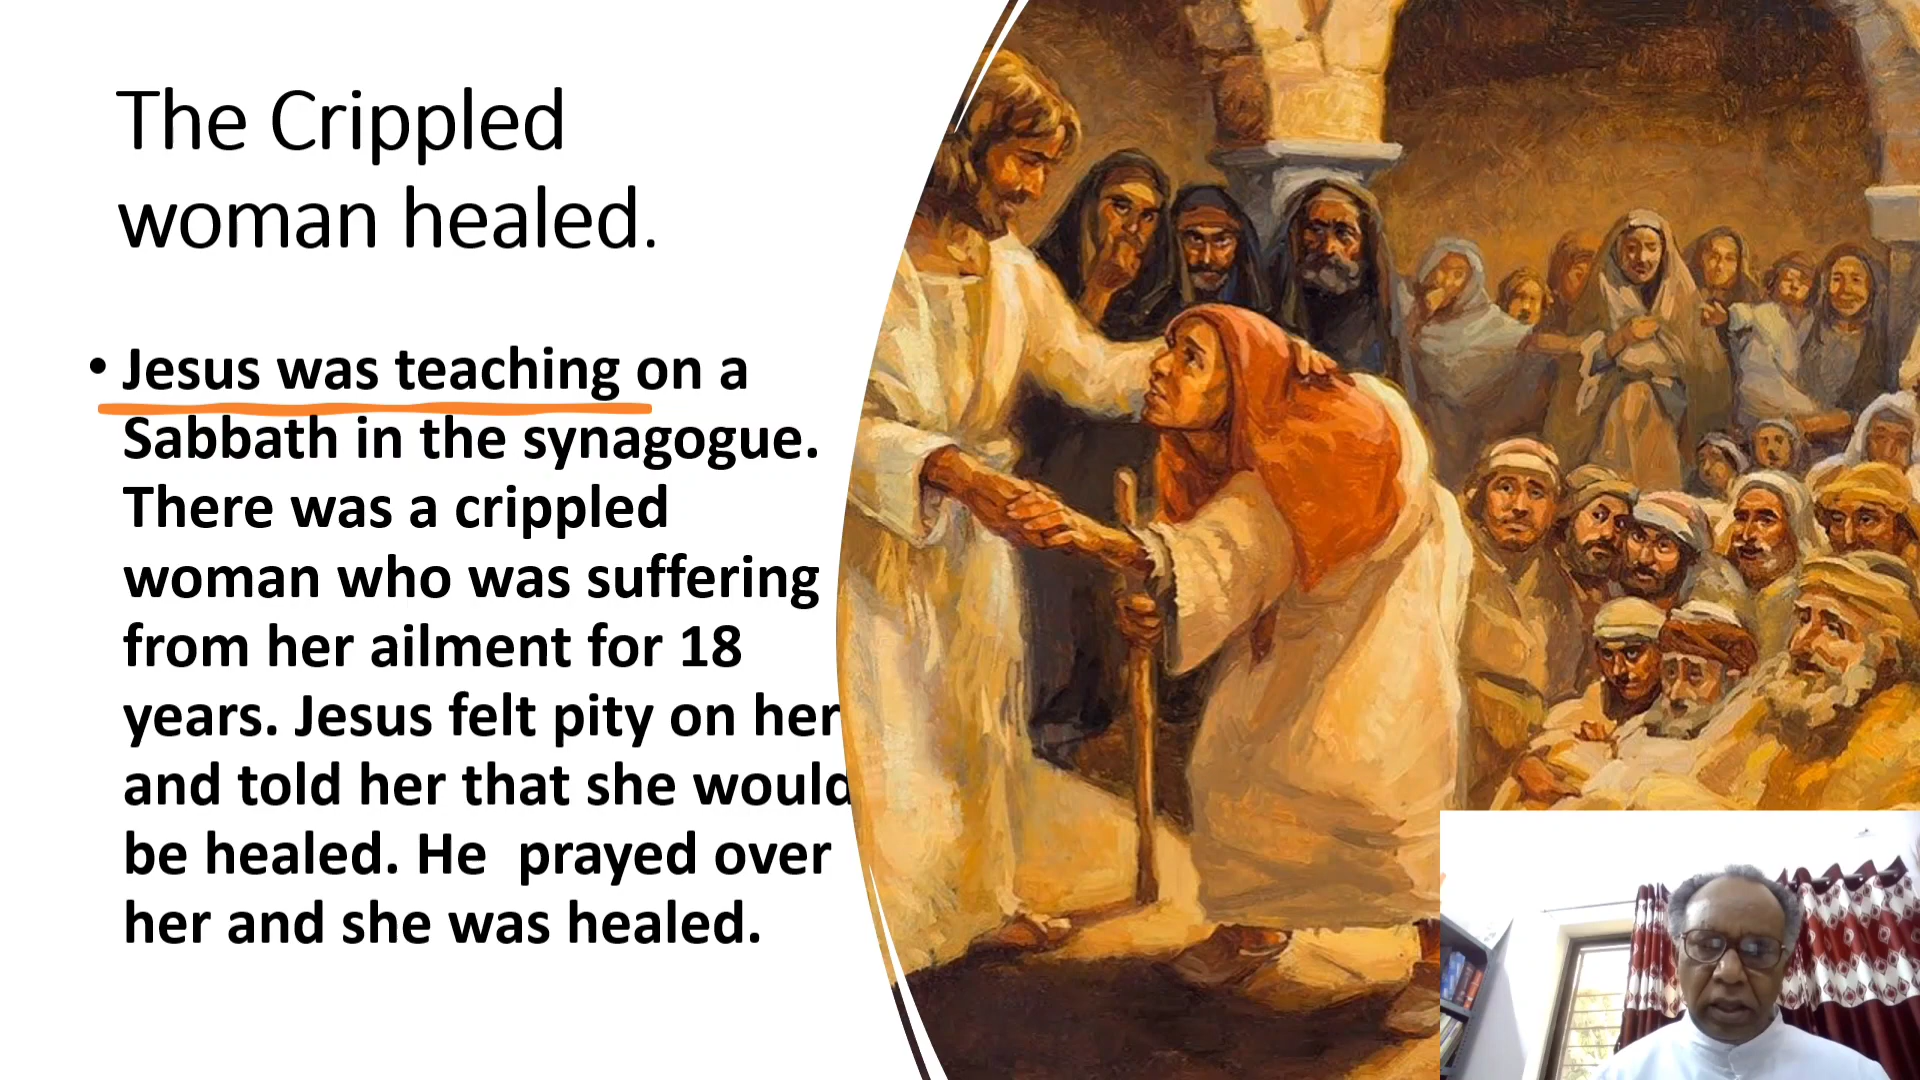 The Crippled
woman healed.
• Jesus was teaching on a
Sabbath in the synagogue.
There was a crippled
woman who was suffering
from her ailment for 18
years. Jesus felt pity on her
and told her that she would
be healed. He  prayed over
her and she was healed.